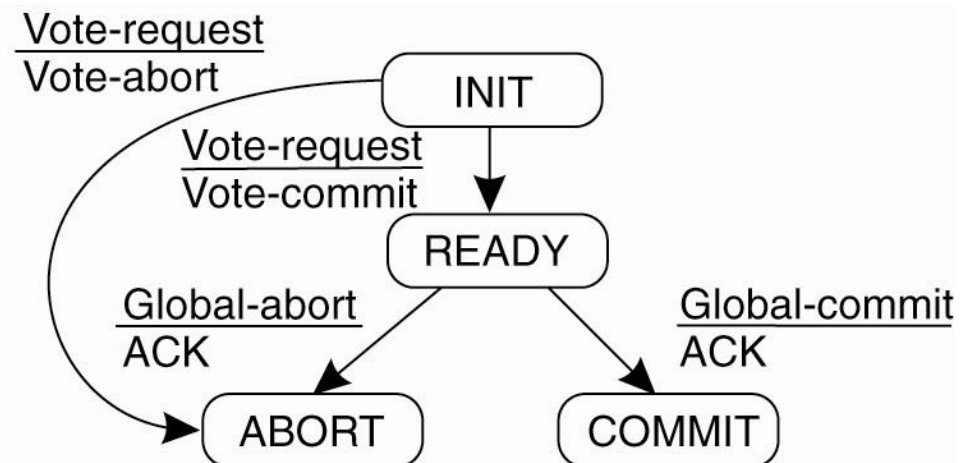 Vote-request
Vote-abort
INIT
Vote-request
Vote-commit
READY
Global-abort
ACK
Global-commit
ACK
ABORT
COMMIT